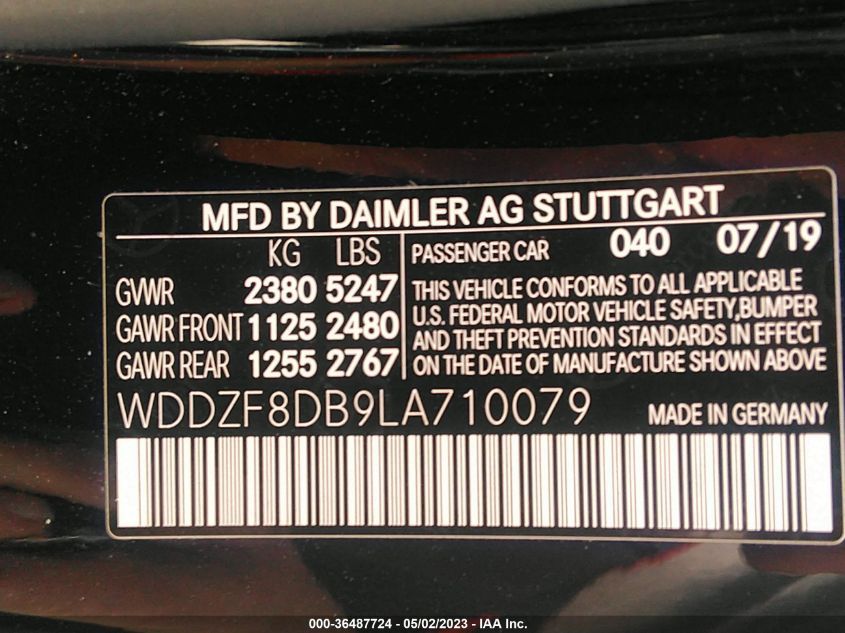 MFD BY DAIMLER AG STUTTGART
KG LBS
GVWR 2380 5247
GAWR FRONT 1125 2480
GAWR REAR 1255 2767
PASSENGER CAR 040 07/19
THIS VEHICLE CONFORMS TO ALL APPLICABLE
U.S. FEDERAL MOTOR VEHICLE SAFETY,BUMPER
AND THEFT PREVENTION STANDARDS IN EFFECT
ON THE DATE OF MANUFACTURE SHOWN ABOVE
WDDZF8DB9LA710079 MADE IN GERMANY
000-36487724 - 05/02/2023 - IAA Inc.